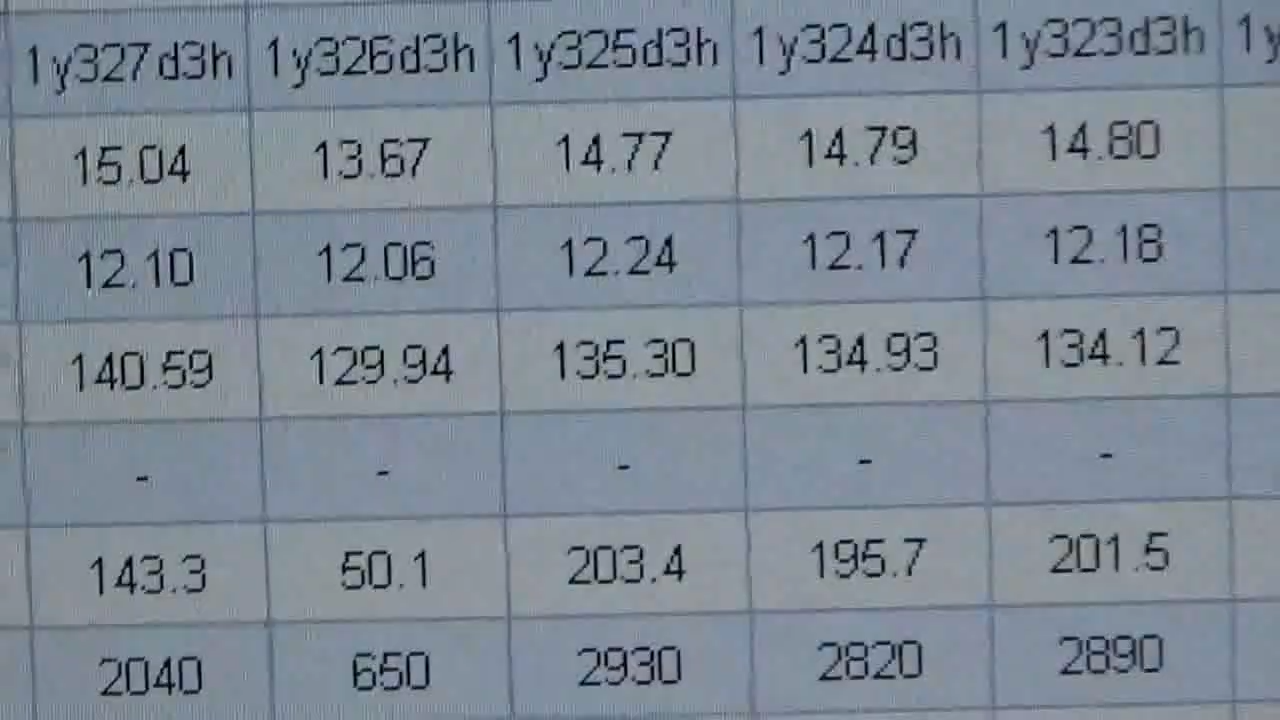 1y327d3h 1y326d3h 1y325d3h 1y324d3h 1y323d3h 1y
15.04 13.67 14.77 14.79 14.80
12.10 12.06 12.24 12.17 12.18
140.59 129.94 135.30 134.93 134.12
- - - - -
143.3 50.1 203.4 195.7 201.5
2040 650 2930 2820 2890